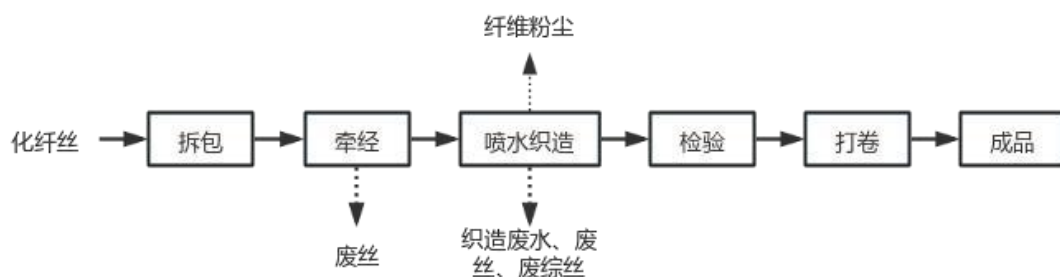 纤维粉尘
化纤丝
拆包
牵经
喷水织造
检验
打卷
成品
废丝
织造废水、废
丝、废综丝